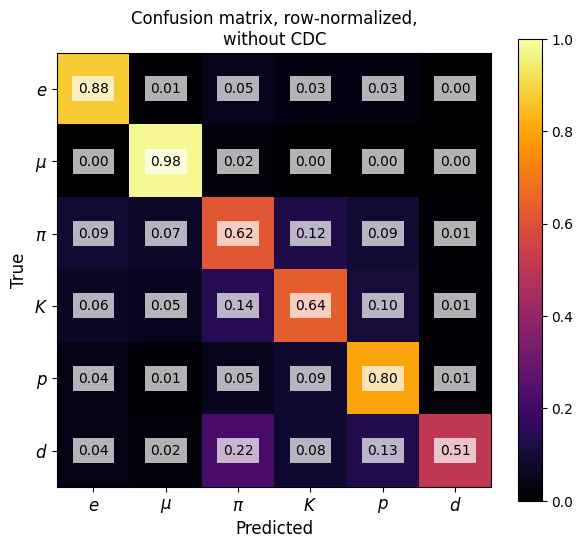 Confusion matrix, row-normalized,
without CDC
True
e 0.88 0.01 0.05 0.03 0.03 0.00
μ 0.00 0.98 0.02 0.00 0.00 0.00
π 0.09 0.07 0.62 0.12 0.09 0.01
K 0.06 0.05 0.14 0.64 0.10 0.01
p 0.04 0.01 0.05 0.09 0.80 0.01
d 0.04 0.02 0.22 0.08 0.13 0.51
e μ π K p d
Predicted
1.0
0.8
0.6
0.4
0.2
0.0